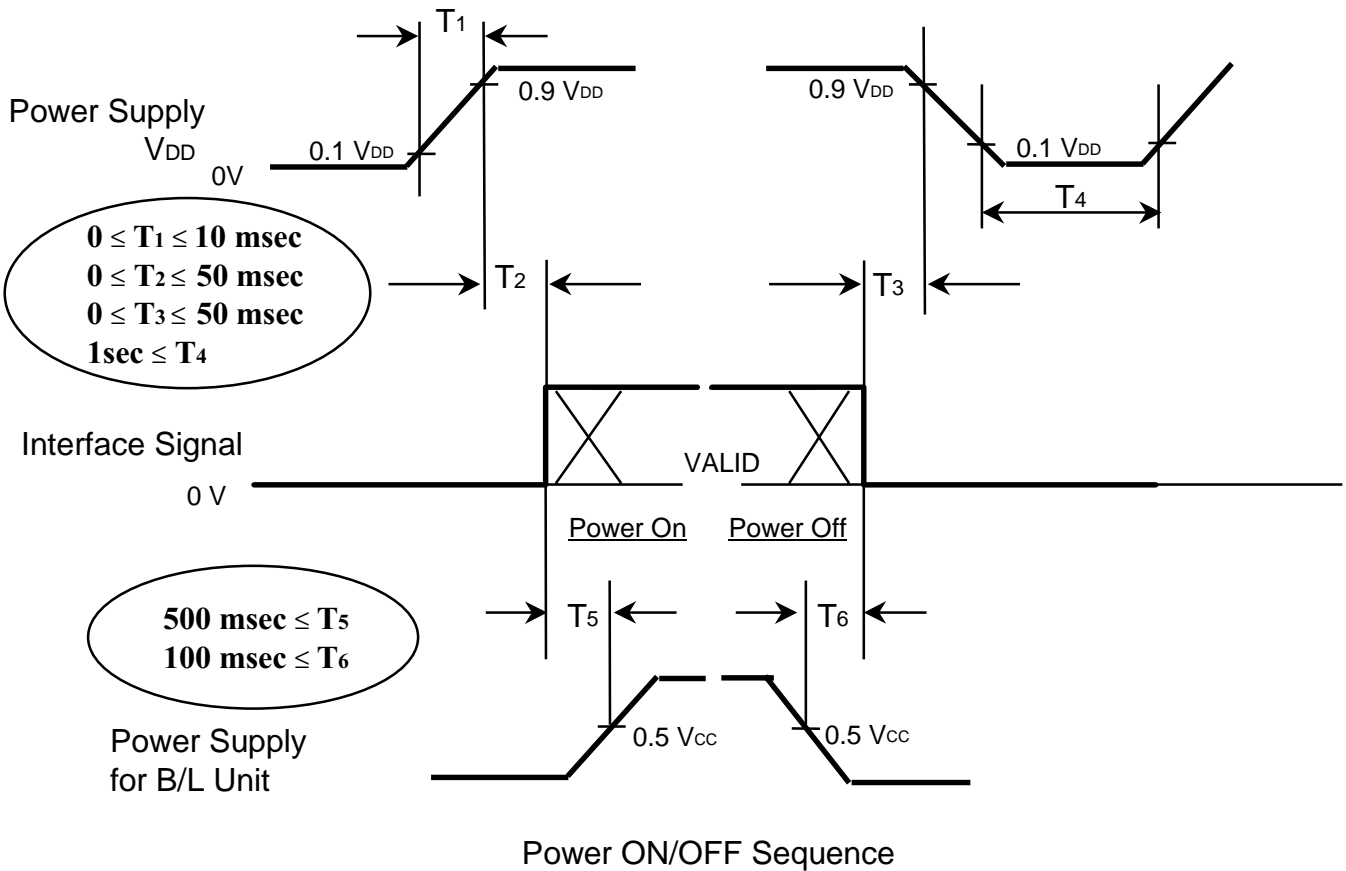 T1
Power Supply
VDD
0.9 VDD
0.1 VDD
0V
0.9 VDD
0.1 VDD
T4
0 ≤ T1 ≤ 10 msec
0 ≤ T2 ≤ 50 msec
0 ≤ T3 ≤ 50 msec
1sec ≤ T4
T2
T3
Interface Signal
0 V
VALID
Power On
Power Off
500 msec ≤ T5
100 msec ≤ T6
T5
T6
Power Supply
for B/L Unit
0.5 VCC
0.5 VCC
Power ON/OFF Sequence